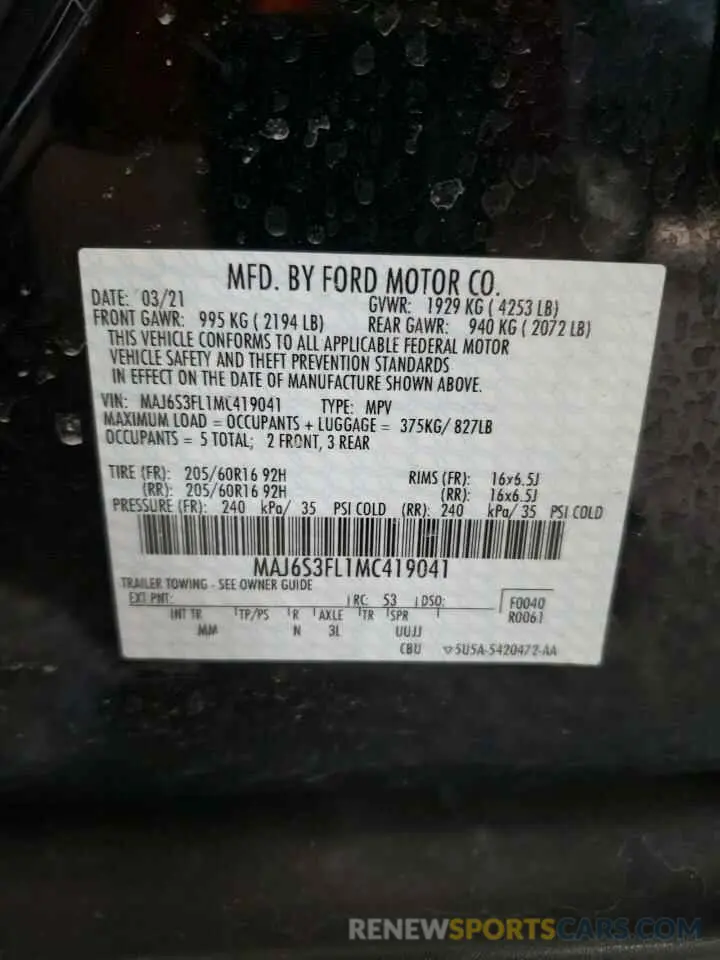 MFD. BY FORD MOTOR CO.
DATE: 03/21 GVWR: 1929 KG ( 4253 LB)
FRONT GAWR: 995 KG ( 2194 LB) REAR GAWR: 940 KG ( 2072 LB)
THIS VEHICLE CONFORMS TO ALL APPLICABLE FEDERAL MOTOR
VEHICLE SAFETY AND THEFT PREVENTION STANDARDS
IN EFFECT ON THE DATE OF MANUFACTURE SHOWN ABOVE.
VIN: MAJ6S3FL1MC419041 TYPE: MPV
MAXIMUM LOAD = OCCUPANTS + LUGGAGE = 375KG/ 827LB
OCCUPANTS = 5 TOTAL; 2 FRONT, 3 REAR
TIRE (FR): 205/60R16 92H RIMS (FR): 16x6.5J
(RR): 205/60R16 92H (RR): 16x6.5J
PRESSURE (FR): 240 kPa/ 35 PSI COLD (RR): 240 kPa/ 35 PSI COLD
MAJ6S3FL1MC419041
TRAILER TOWING - SEE OWNER GUIDE
EXT PNT: RC: 53 DSO: F0040
INT TR TP/PS R AXLE TR SPR R0061
MM N 3L UUJJ
CBU 5U5A-5420472-AA
RENEWSPORTSCARS.COM